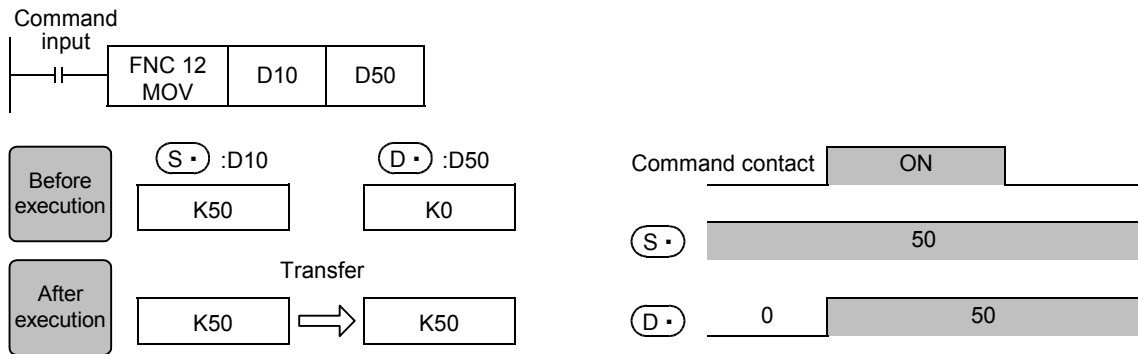 Command
input
FNC 12
MOV
D10
D50
Before
execution
S· :D10
D· :D50
K50
K0
After
execution
Transfer
K50
K50
Command contact
ON
S·
50
D·
0
50